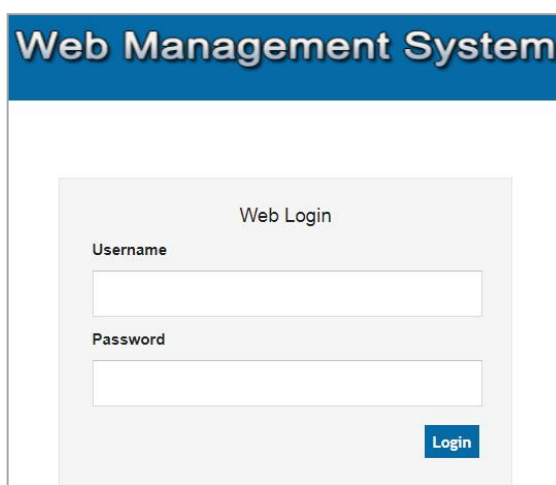 Web Management System
Web Login
Username
Password
Login